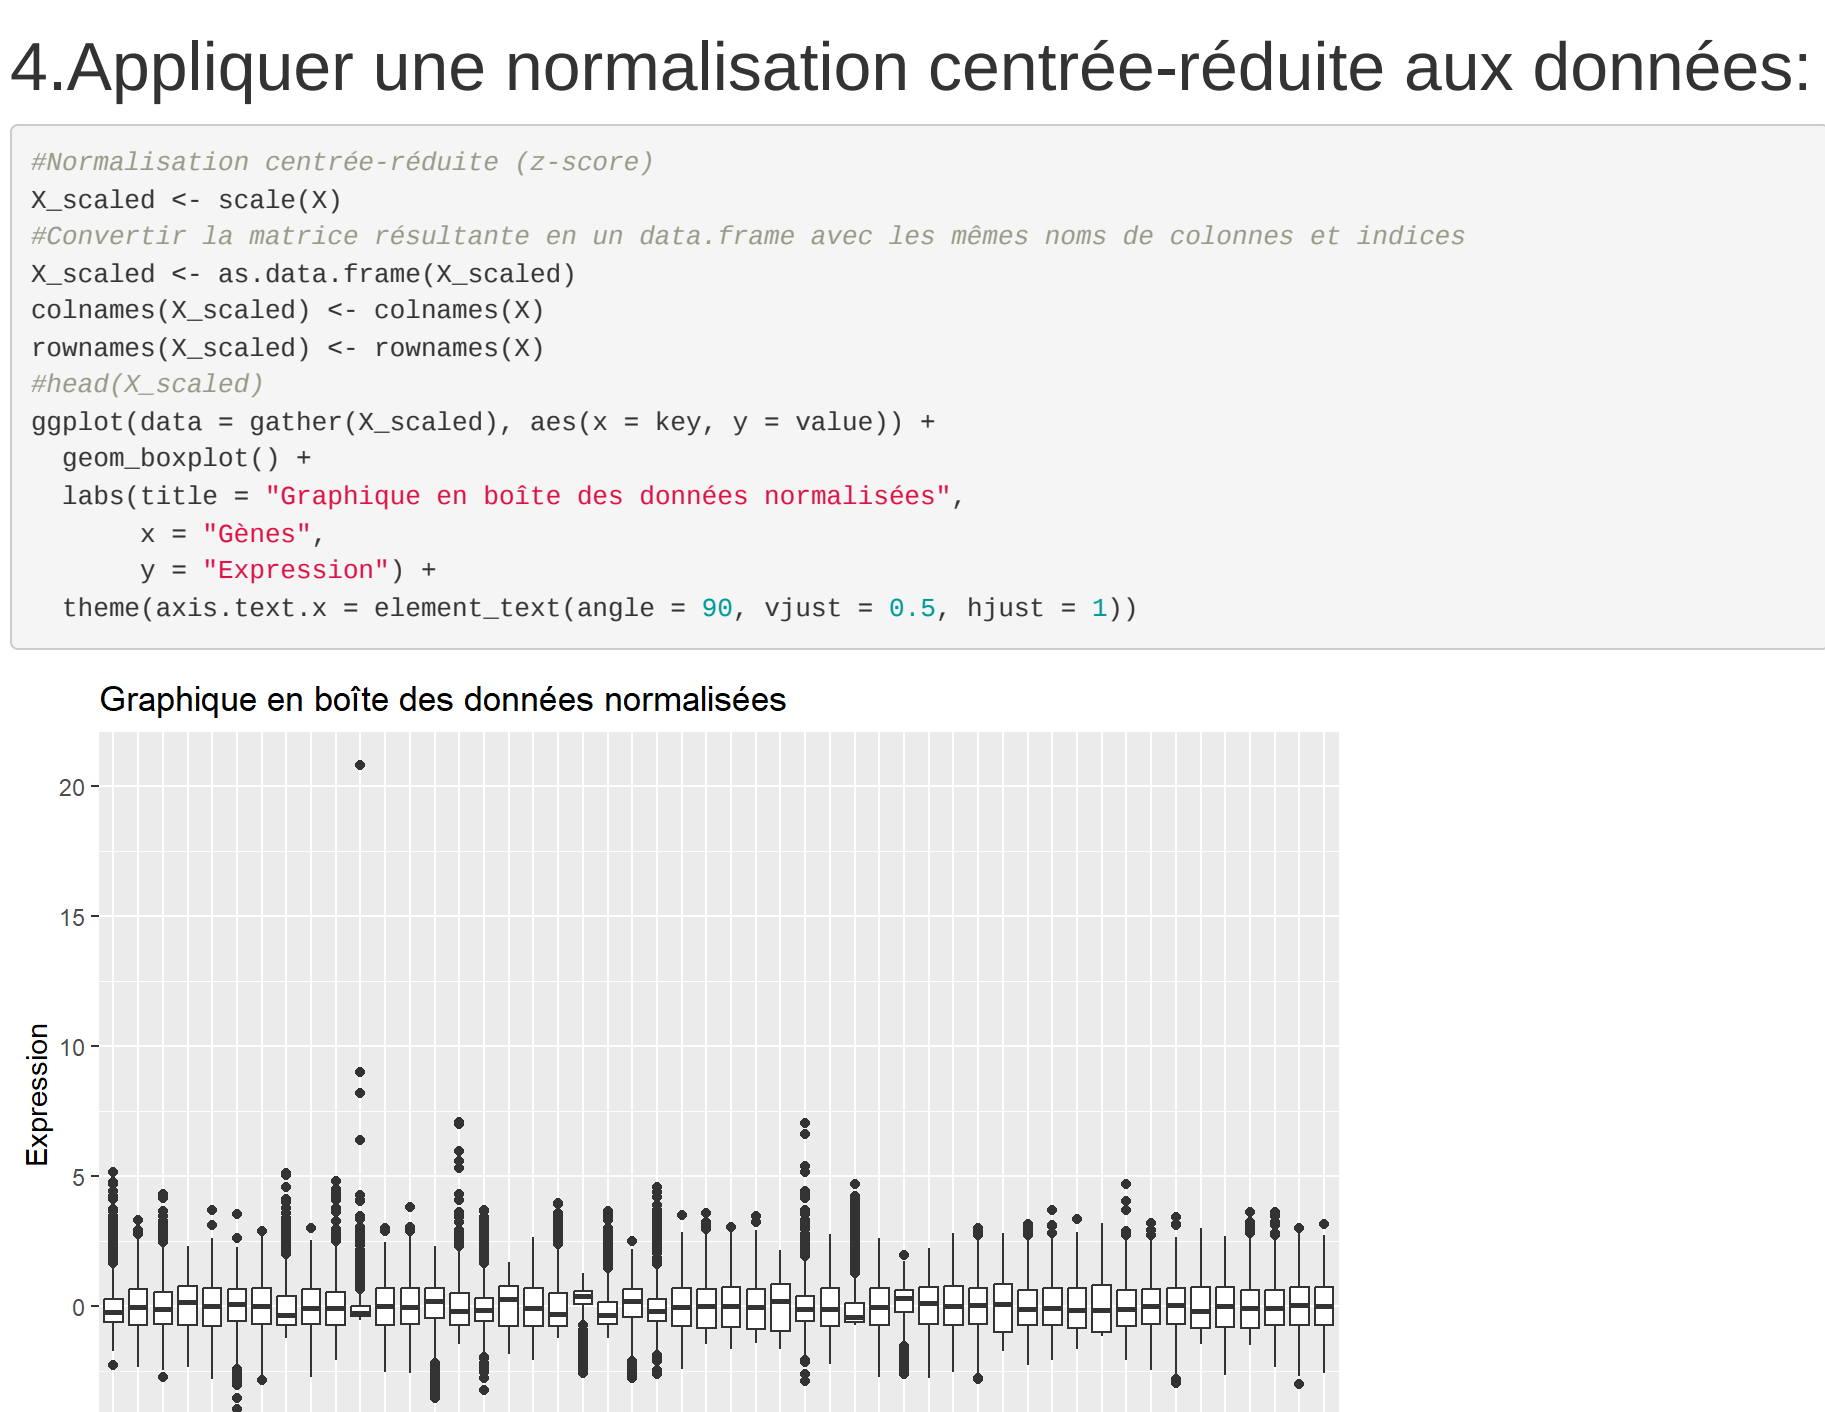 4.Appliquer une normalisation centrée-réduite aux données:
#Normalisation centrée-réduite (z-score)
X_scaled <- scale(X)
#Convertir la matrice résultante en un data.frame avec les mêmes noms de colonnes et indices
X_scaled <- as.data.frame(X_scaled)
colnames(X_scaled) <- colnames(X)
rownames(X_scaled) <- rownames(X)
#head(X_scaled)
ggplot(data = gather(X_scaled), aes(x = key, y = value)) +
  geom_boxplot() +
  labs(title = "Graphique en boîte des données normalisées",
       x = "Gènes",
       y = "Expression") +
  theme(axis.text.x = element_text(angle = 90, vjust = 0.5, hjust = 1))
Graphique en boîte des données normalisées
20
15
10
5
0
Expression